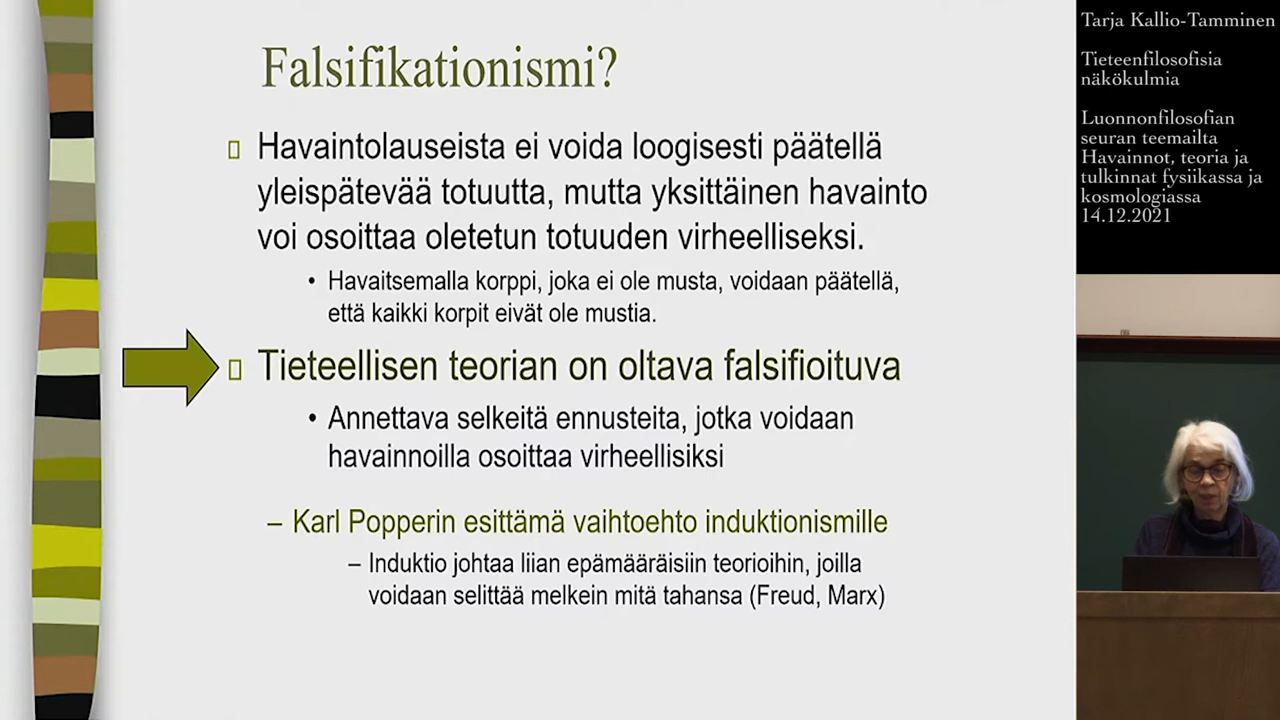 Falsifikationismi?
Havaintolauseista ei voida loogisesti päätellä
yleispätevää totuutta, mutta yksittäinen havainto
voi osoittaa oletetun totuuden virheelliseksi.
• Havaitsemalla korppi, joka ei ole musta, voidaan päätellä,
että kaikki korpit eivät ole mustia.
Tieteellisen teorian on oltava falsifioituva
• Annettava selkeitä ennusteita, jotka voidaan
havainnoilla osoittaa virheellisiksi
– Karl Popperin esittämä vaihtoehto induktionismille
– Induktio johtaa liian epämääräisiin teorioihin, joilla
voidaan selittää melkein mitä tahansa (Freud, Marx)
Tarja Kallio-Tamminen
Tieteenfilosofisia
näkökulmia
Luonnonfilosofian
seuran teemailta
Havainnot, teoria ja
tulkinnat fysiikassa ja
kosmologiassa
14.12.2021